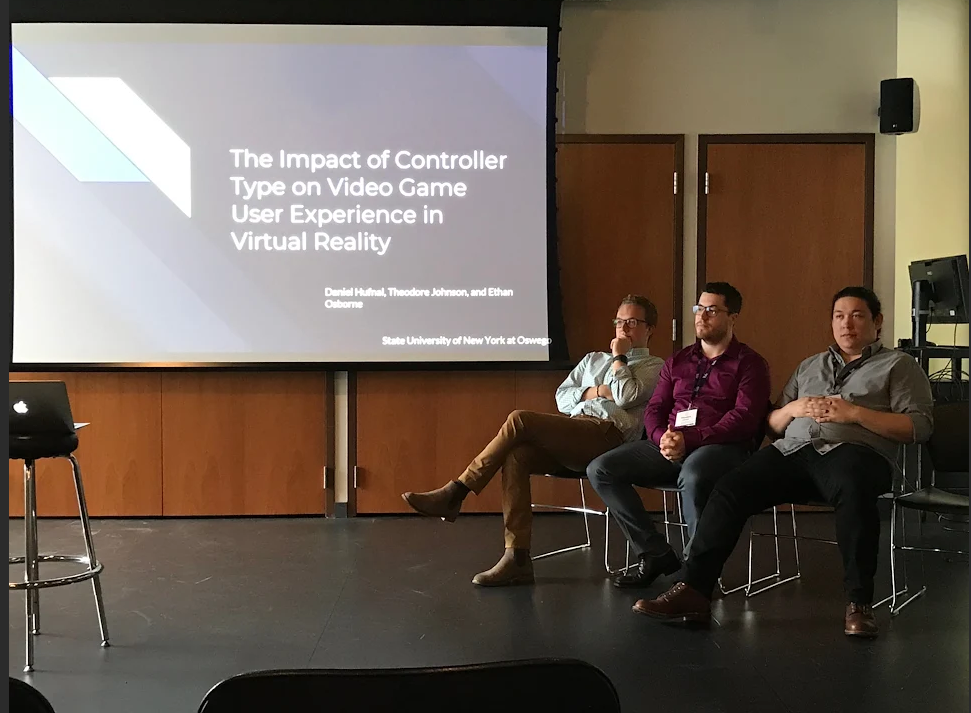 The Impact of Controller
Type on Video Game
User Experience in
Virtual Reality
Daniel Hufnal, Theodore Johnson, and Ethan
Osborne
State University of New York at Oswego